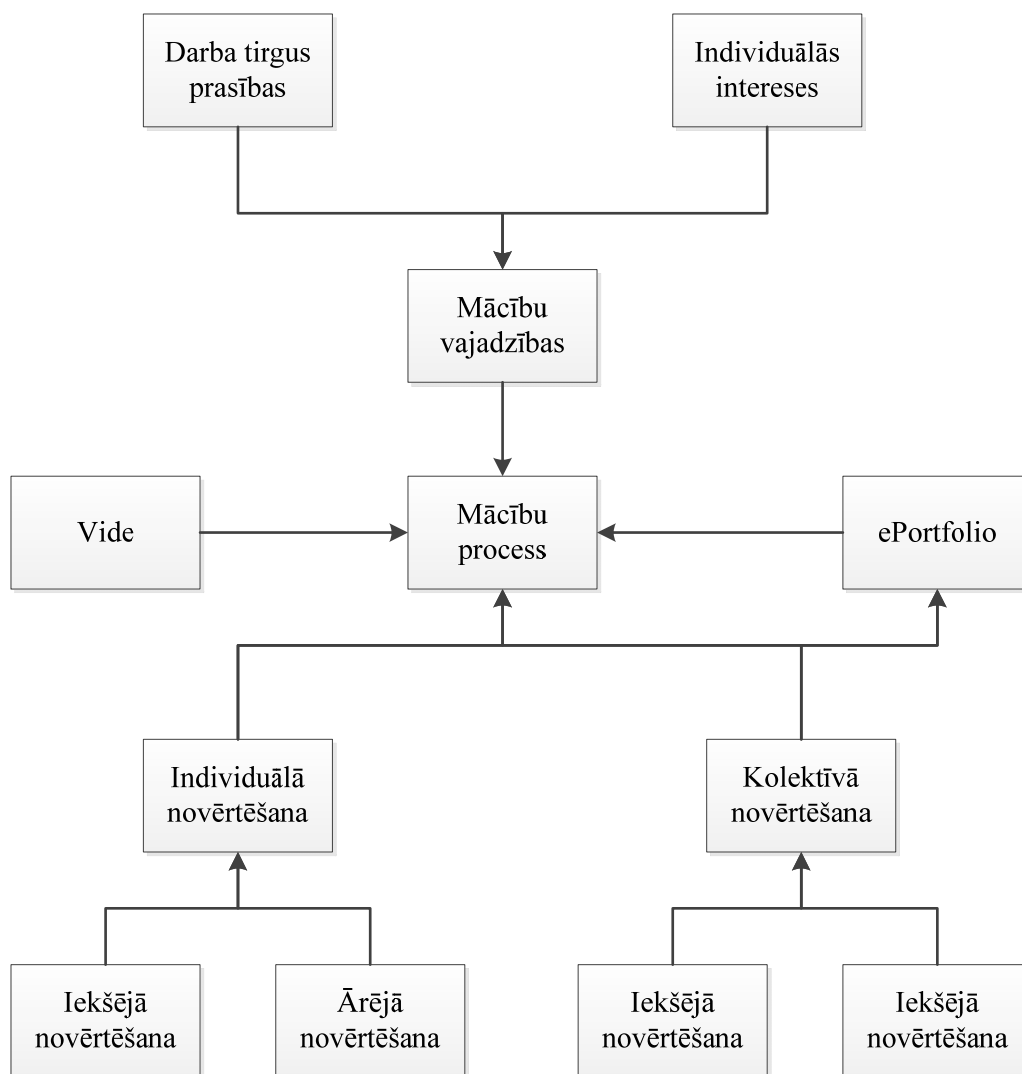 Darba tirgus
prasības
Individuālās
intereses
Mācību
vajadzības
Vide
Mācību
process
ePortfolio
Individuālā
novērtēšana
Kolektīvā
novērtēšana
Iekšējā
novērtēšana
Ārējā
novērtēšana
Iekšējā
novērtēšana
Iekšējā
novērtēšana